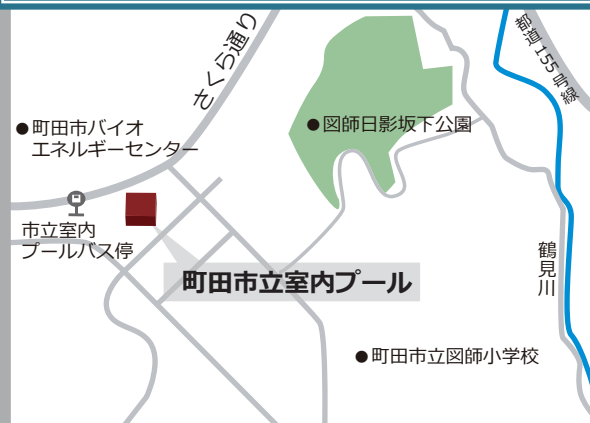 さくら通り
都道155号線
●図師日影坂下公園
●町田市バイオ
エネルギーセンター
市立室内
プールバス停
鶴見川
町田市立室内プール
●町田市立図師小学校